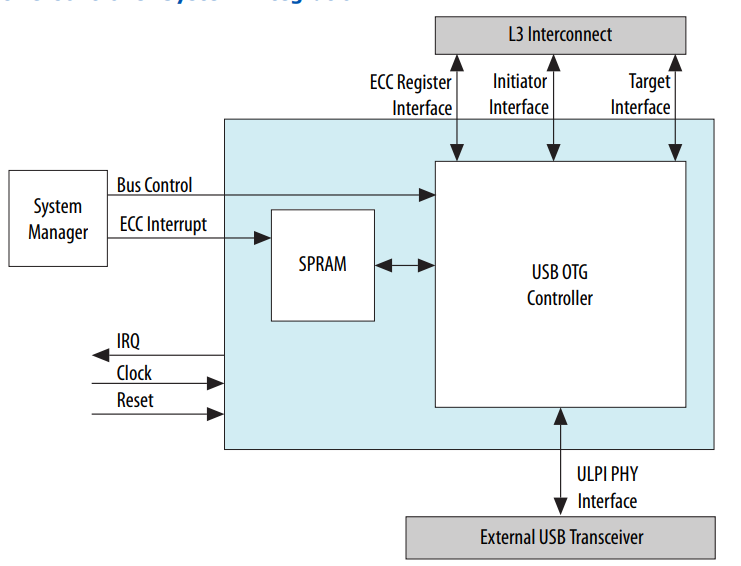 L3 Interconnect
ECC Register
Interface
Initiator
Interface
Target
Interface
Bus Control
System
Manager
ECC Interrupt
SPRAM
USB OTG
Controller
IRQ
Clock
Reset
ULPI PHY
Interface
External USB Transceiver